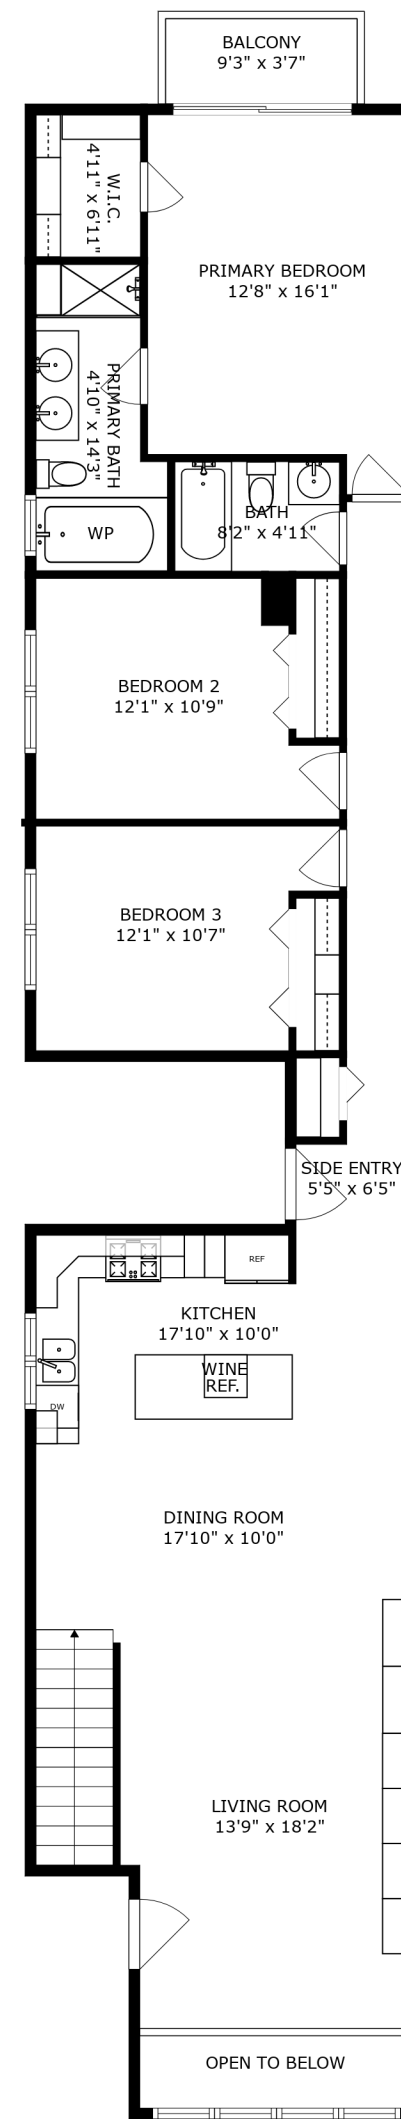 BALCONY
9'3" x 3'7"
W.I.C.
4'11" x 6'11"
PRIMARY BEDROOM
12'8" x 16'1"
PRIMARY BATH
4'10" x 14'3"
WP
BATH
8'2" x 4'11"
BEDROOM 2
12'1" x 10'9"
BEDROOM 3
12'1" x 10'7"
SIDE ENTRY
5'5" x 6'5"
REF
KITCHEN
17'10" x 10'0"
WINE
REF.
DW
DINING ROOM
17'10" x 10'0"
LIVING ROOM
13'9" x 18'2"
OPEN TO BELOW